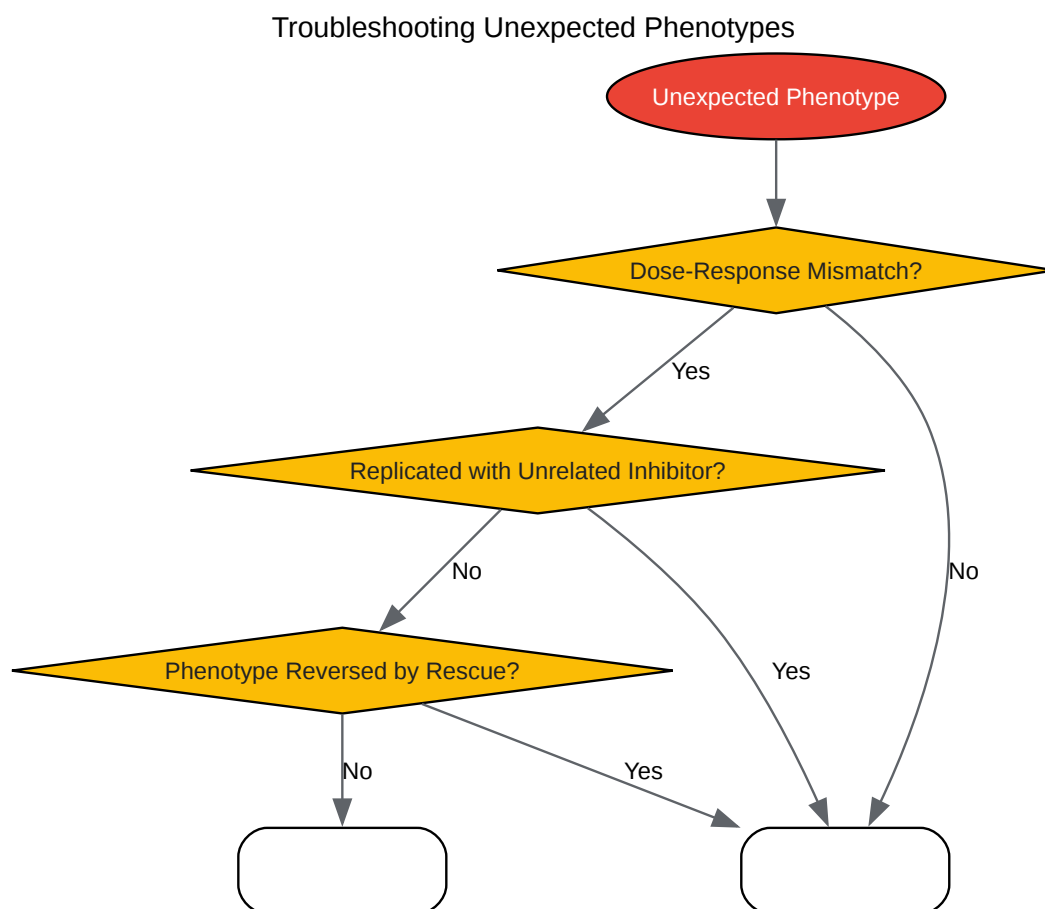 Troubleshooting Unexpected Phenotypes
Unexpected Phenotype
Dose-Response Mismatch?
Yes
Replicated with Unrelated Inhibitor?
No
No
Phenotype Reversed by Rescue?
Yes
No
Yes